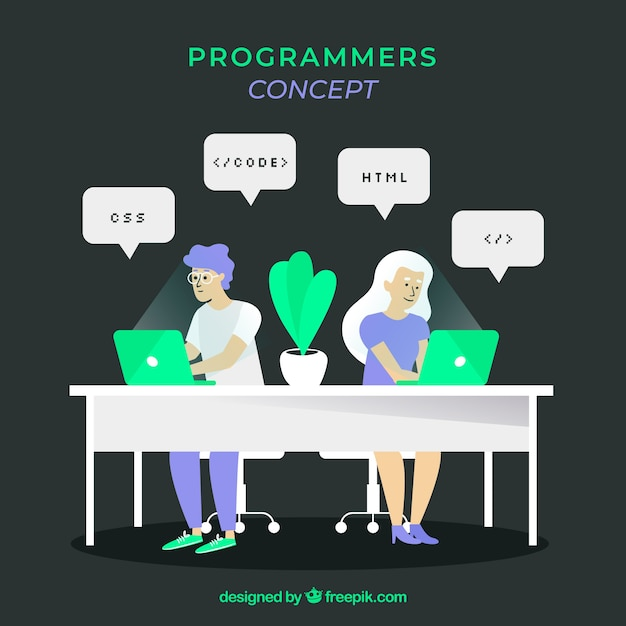 PROGRAMMERS
CONCEPT
</CODE>
HTML
CSS
</>
designed by freepik.com